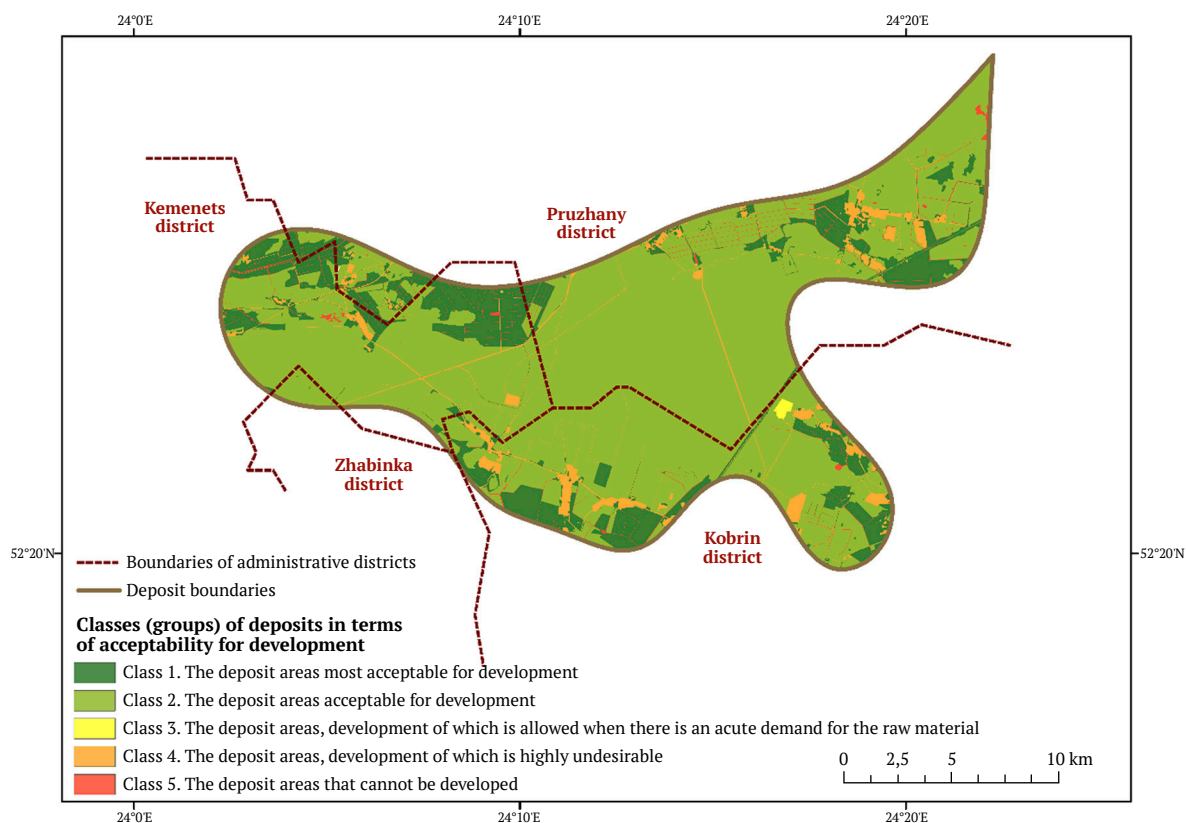 24°0'E 24°10'E 24°20'E
Kemenets
district
Pruzhany
district
Zhabinka
district
Kobrin
district
52°20'N 52°20'N
Boundaries of administrative districts
Deposit boundaries
Classes (groups) of deposits in terms
of acceptability for development
Class 1. The deposit areas most acceptable for development
Class 2. The deposit areas acceptable for development
Class 3. The deposit areas, development of which is allowed when there is an acute demand for the raw material
Class 4. The deposit areas, development of which is highly undesirable
Class 5. The deposit areas that cannot be developed
0 2,5 5 10 km
24°0'E 24°10'E 24°20'E